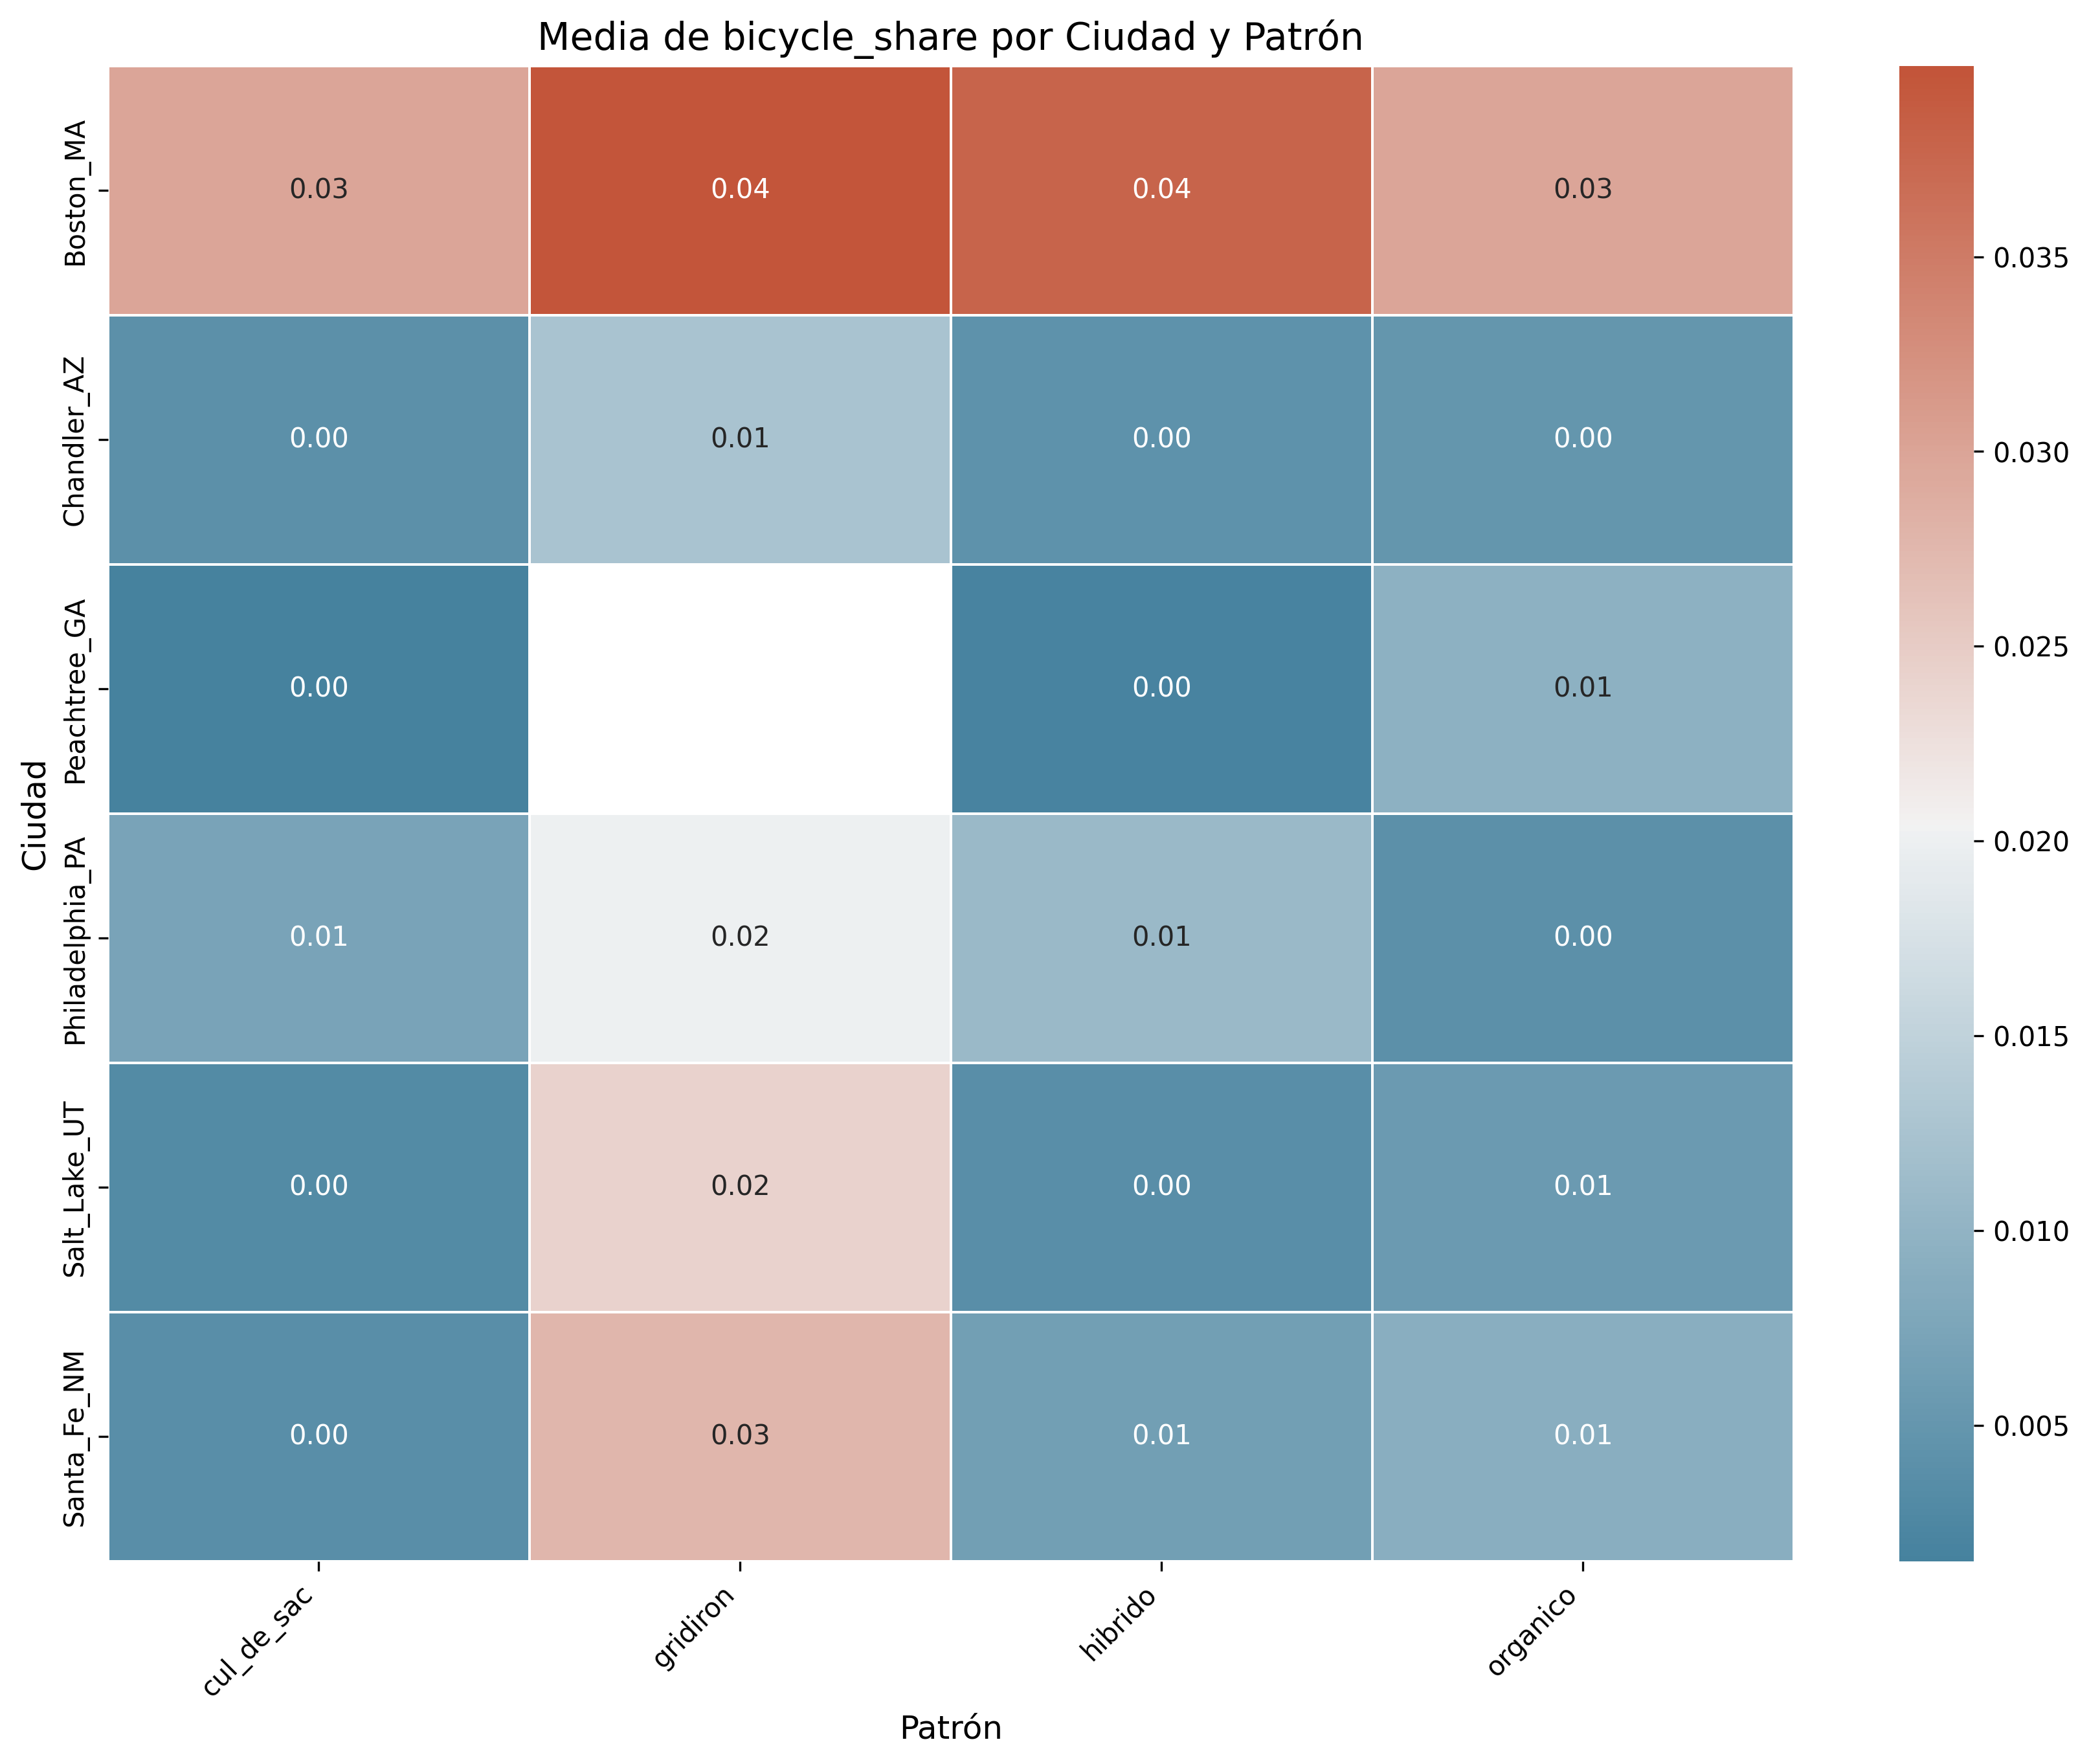 Media de bicycle_share por Ciudad y Patrón
Ciudad
Boston_MA
0.03 0.04 0.04 0.03
Chandler_AZ
0.00 0.01 0.00 0.00
Peachtree_GA
0.00 0.00 0.01
Philadelphia_PA
0.01 0.02 0.01 0.00
Salt_Lake_UT
0.00 0.02 0.00 0.01
Santa_Fe_NM
0.00 0.03 0.01 0.01
cul_de_sac gridiron hibrido organico
Patrón
0.035
0.030
0.025
0.020
0.015
0.010
0.005